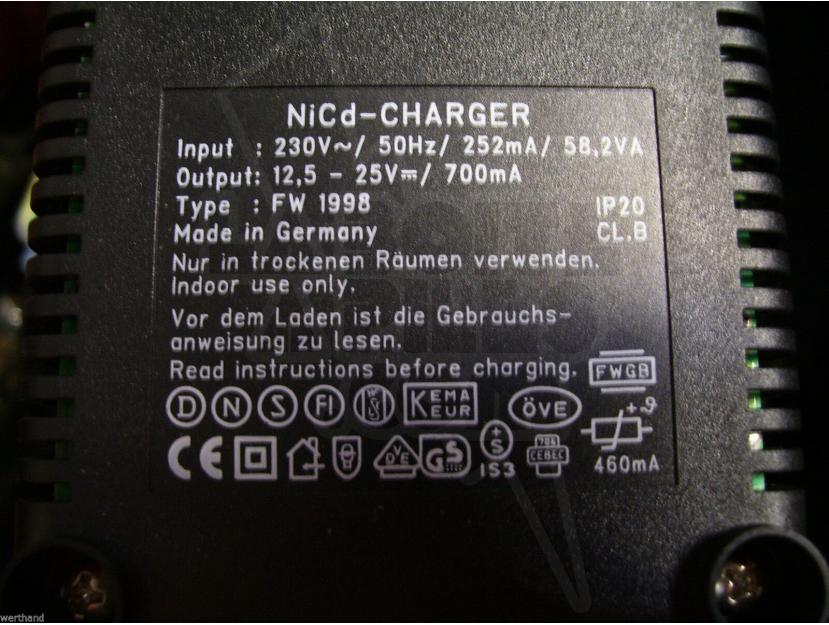 NiCd-CHARGER
Input : 230V~/ 50Hz/ 252mA/ 58,2VA
Output: 12,5 - 25V⎓/ 700mA
Type : FW 1998 IP20
Made in Germany CL.B
Nur in trockenen Räumen verwenden.
Indoor use only.
Vor dem Laden ist die Gebrauchs-
anweisung zu lesen.
Read instructions before charging.
FWGB
D N S FI S KEMA EUR ÖVE +ϑ
CE DVE GS +S IS3 CEBEC 460mA
werthand